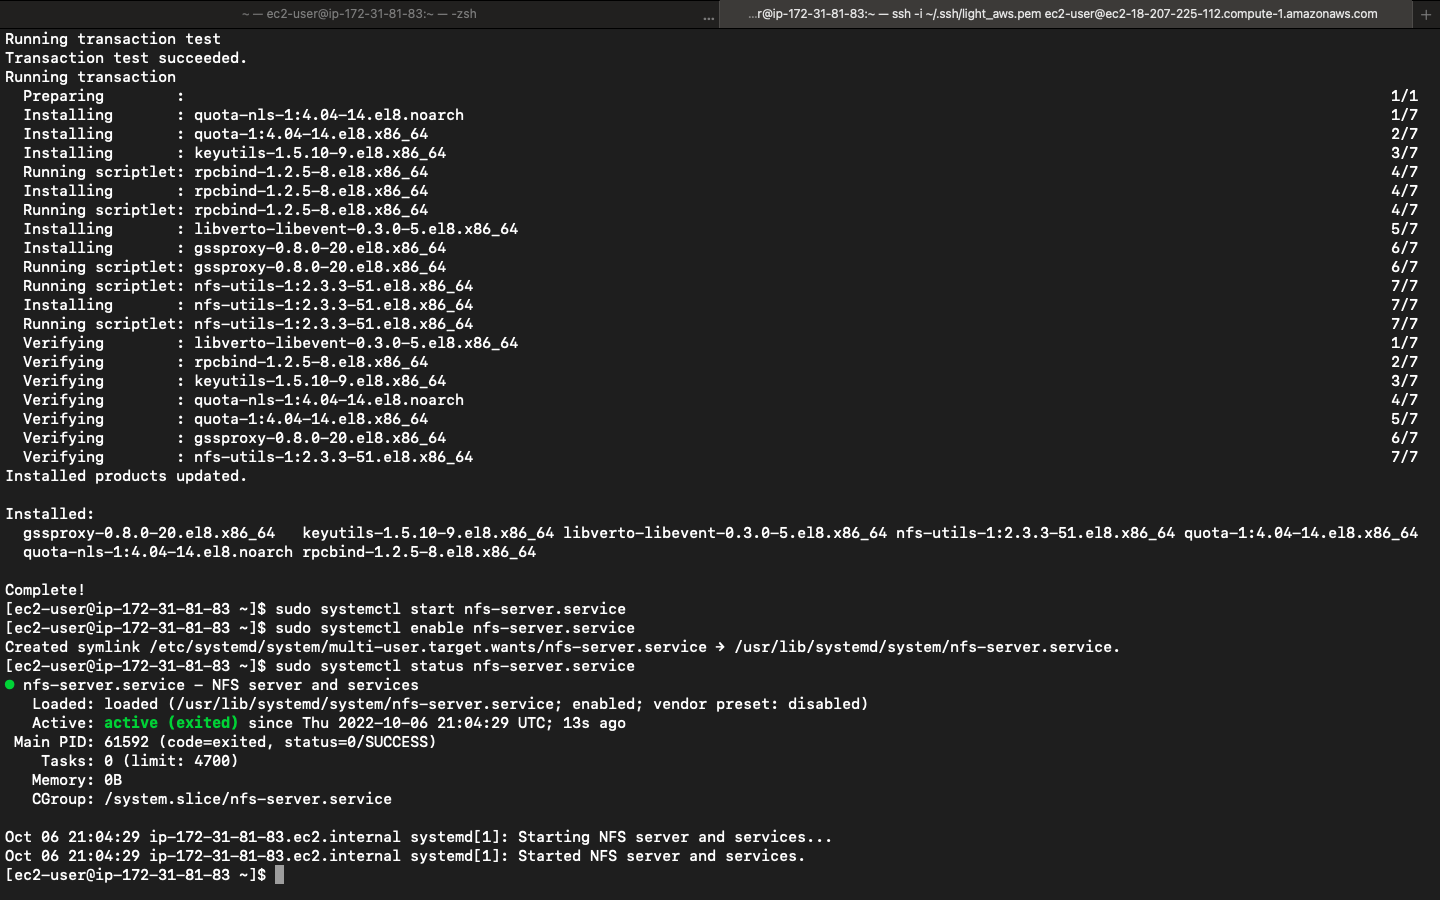 ~ — ec2-user@ip-172-31-81-83:~ — -zsh
... ...r@ip-172-31-81-83:~ — ssh -i ~/.ssh/light_aws.pem ec2-user@ec2-18-207-225-112.compute-1.amazonaws.com +
Running transaction test
Transaction test succeeded.
Running transaction
  Preparing        : 1/1
  Installing       : quota-nls-1:4.04-14.el8.noarch 1/7
  Installing       : quota-1:4.04-14.el8.x86_64 2/7
  Installing       : keyutils-1.5.10-9.el8.x86_64 3/7
  Running scriptlet: rpcbind-1.2.5-8.el8.x86_64 4/7
  Installing       : rpcbind-1.2.5-8.el8.x86_64 4/7
  Running scriptlet: rpcbind-1.2.5-8.el8.x86_64 4/7
  Installing       : libverto-libevent-0.3.0-5.el8.x86_64 5/7
  Installing       : gssproxy-0.8.0-20.el8.x86_64 6/7
  Running scriptlet: gssproxy-0.8.0-20.el8.x86_64 6/7
  Running scriptlet: nfs-utils-1:2.3.3-51.el8.x86_64 7/7
  Installing       : nfs-utils-1:2.3.3-51.el8.x86_64 7/7
  Running scriptlet: nfs-utils-1:2.3.3-51.el8.x86_64 7/7
  Verifying        : libverto-libevent-0.3.0-5.el8.x86_64 1/7
  Verifying        : rpcbind-1.2.5-8.el8.x86_64 2/7
  Verifying        : keyutils-1.5.10-9.el8.x86_64 3/7
  Verifying        : quota-nls-1:4.04-14.el8.noarch 4/7
  Verifying        : quota-1:4.04-14.el8.x86_64 5/7
  Verifying        : gssproxy-0.8.0-20.el8.x86_64 6/7
  Verifying        : nfs-utils-1:2.3.3-51.el8.x86_64 7/7
Installed products updated.

Installed:
  gssproxy-0.8.0-20.el8.x86_64   keyutils-1.5.10-9.el8.x86_64 libverto-libevent-0.3.0-5.el8.x86_64 nfs-utils-1:2.3.3-51.el8.x86_64 quota-1:4.04-14.el8.x86_64
  quota-nls-1:4.04-14.el8.noarch rpcbind-1.2.5-8.el8.x86_64

Complete!
[ec2-user@ip-172-31-81-83 ~]$ sudo systemctl start nfs-server.service
[ec2-user@ip-172-31-81-83 ~]$ sudo systemctl enable nfs-server.service
Created symlink /etc/systemd/system/multi-user.target.wants/nfs-server.service → /usr/lib/systemd/system/nfs-server.service.
[ec2-user@ip-172-31-81-83 ~]$ sudo systemctl status nfs-server.service
● nfs-server.service – NFS server and services
   Loaded: loaded (/usr/lib/systemd/system/nfs-server.service; enabled; vendor preset: disabled)
   Active: active (exited) since Thu 2022-10-06 21:04:29 UTC; 13s ago
 Main PID: 61592 (code=exited, status=0/SUCCESS)
    Tasks: 0 (limit: 4700)
   Memory: 0B
   CGroup: /system.slice/nfs-server.service

Oct 06 21:04:29 ip-172-31-81-83.ec2.internal systemd[1]: Starting NFS server and services...
Oct 06 21:04:29 ip-172-31-81-83.ec2.internal systemd[1]: Started NFS server and services.
[ec2-user@ip-172-31-81-83 ~]$